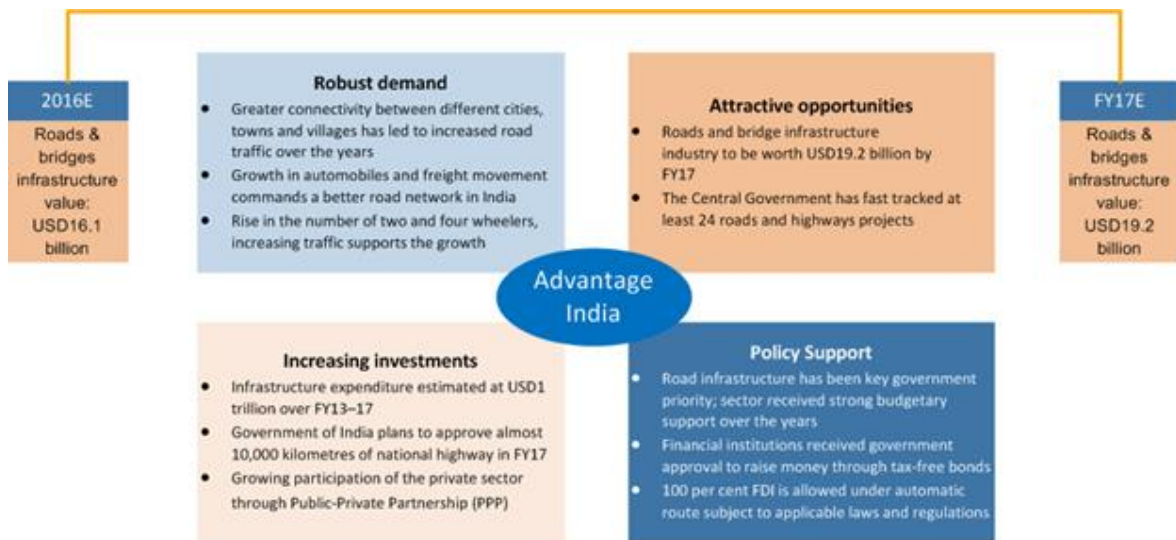 2016E
Roads &
bridges
infrastructure
value:
USD16.1
billion
Robust demand
• Greater connectivity between different cities,
towns and villages has led to increased road
traffic over the years
• Growth in automobiles and freight movement
commands a better road network in India
• Rise in the number of two and four wheelers,
increasing traffic supports the growth
Attractive opportunities
• Roads and bridge infrastructure
industry to be worth USD19.2 billion by
FY17
• The Central Government has fast tracked at
least 24 roads and highways projects
FY17E
Roads &
bridges
infrastructure
value:
USD19.2
billion
Advantage
India
Increasing investments
• Infrastructure expenditure estimated at USD1
trillion over FY13–17
• Government of India plans to approve almost
10,000 kilometres of national highway in FY17
• Growing participation of the private sector
through Public-Private Partnership (PPP)
Policy Support
• Road infrastructure has been key government
priority; sector received strong budgetary
support over the years
• Financial institutions received government
approval to raise money through tax-free bonds
• 100 per cent FDI is allowed under automatic
route subject to applicable laws and regulations